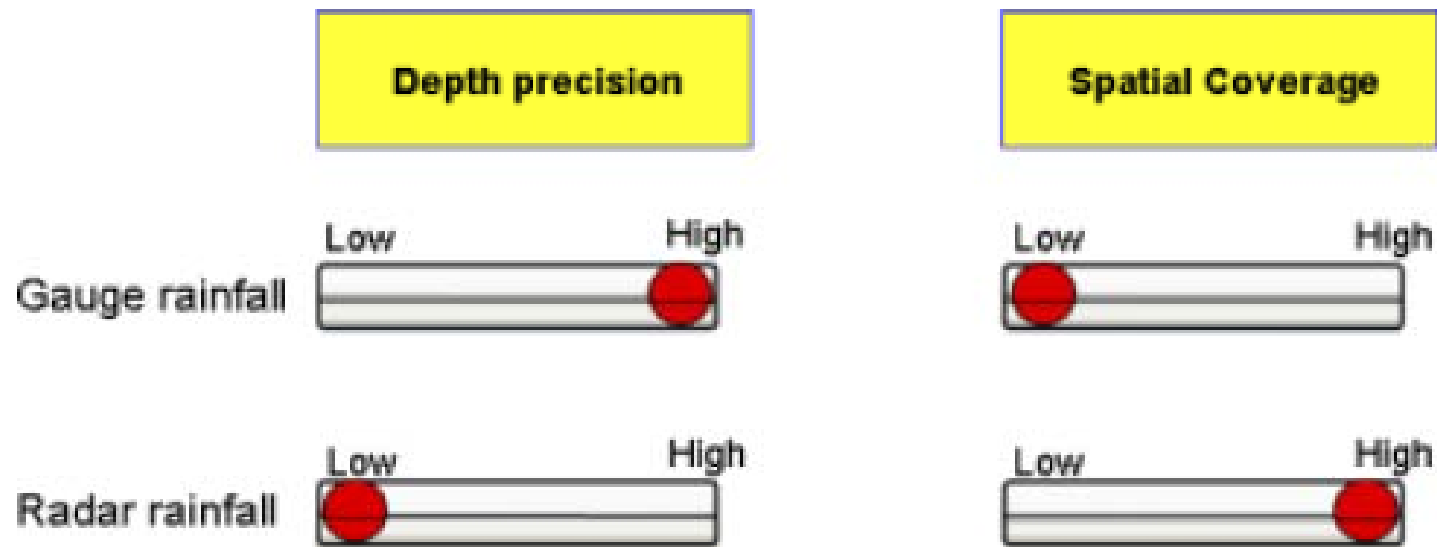 Depth precision
Spatial Coverage
Low
High
Low
High
Gauge rainfall
Low
High
Low
High
Radar rainfall